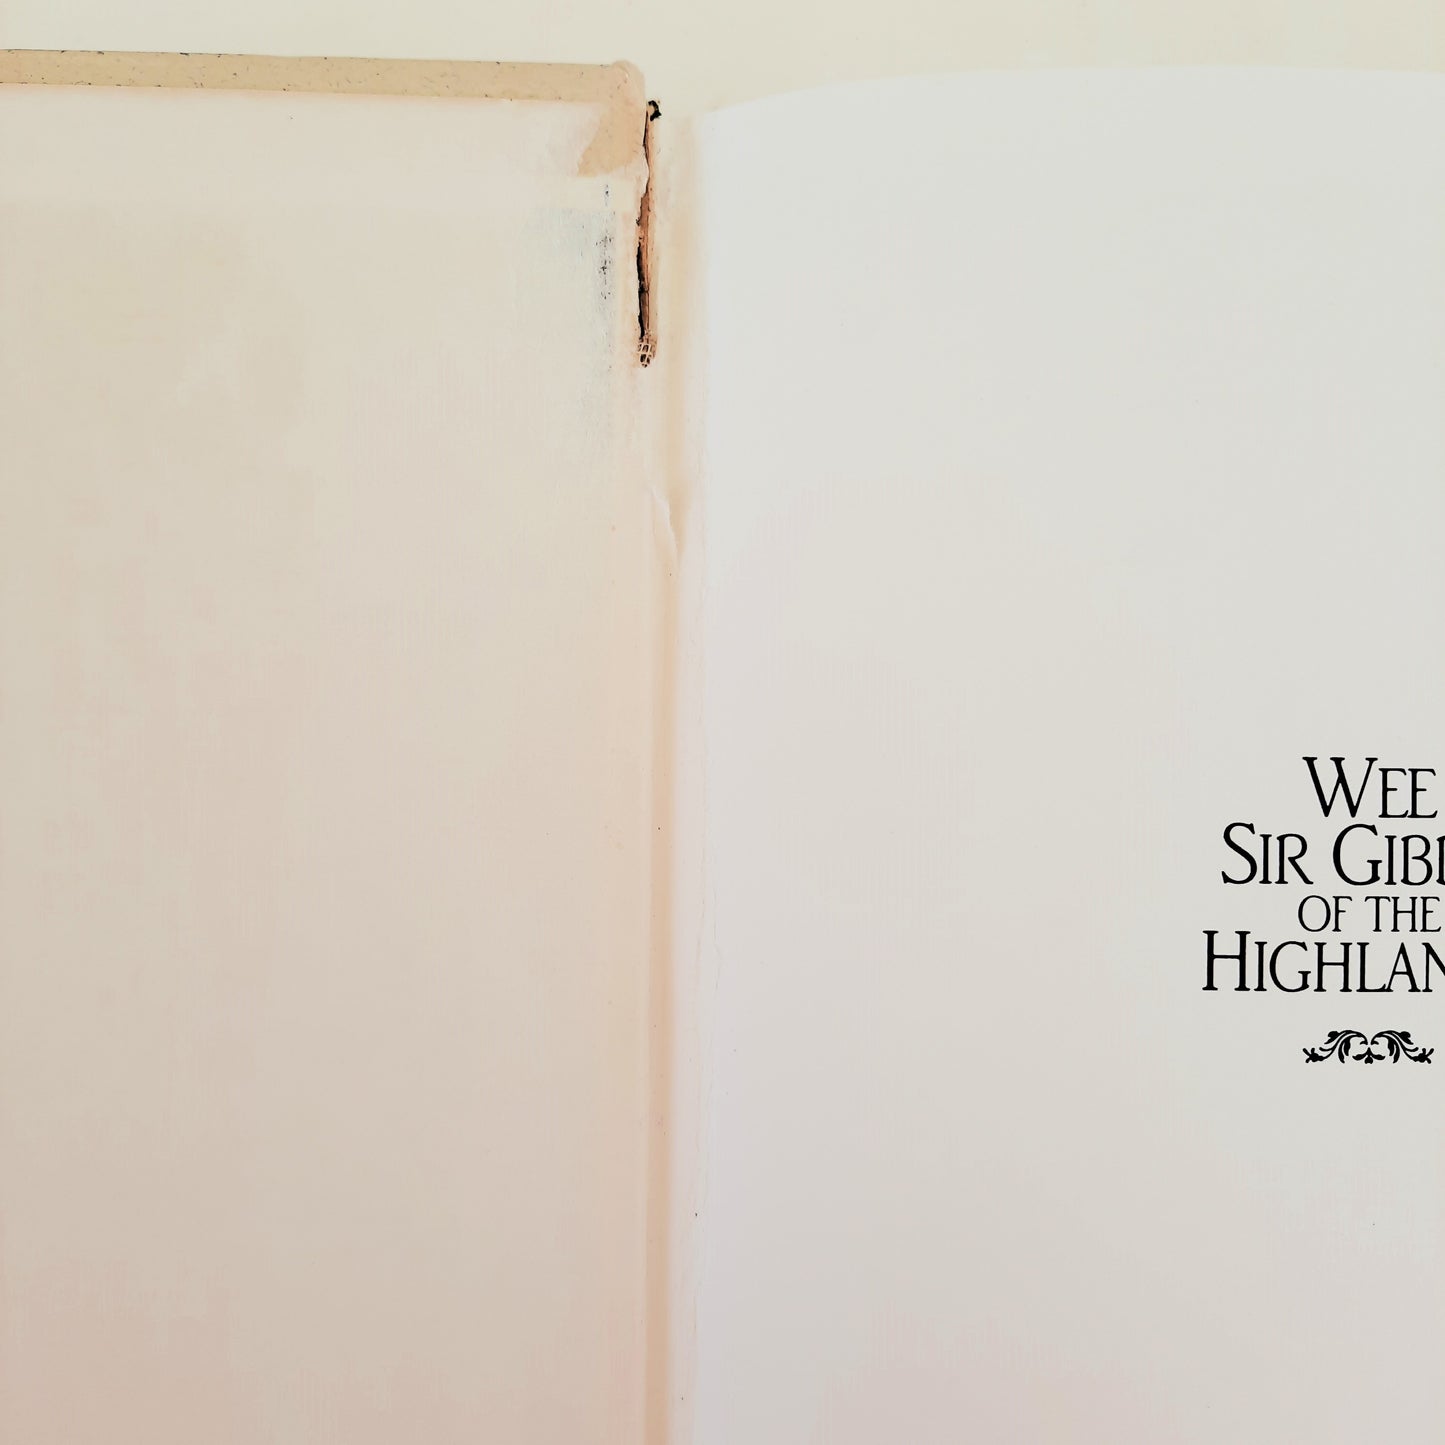 WEE
SIR GIBB
OF THE
HIGHLAN